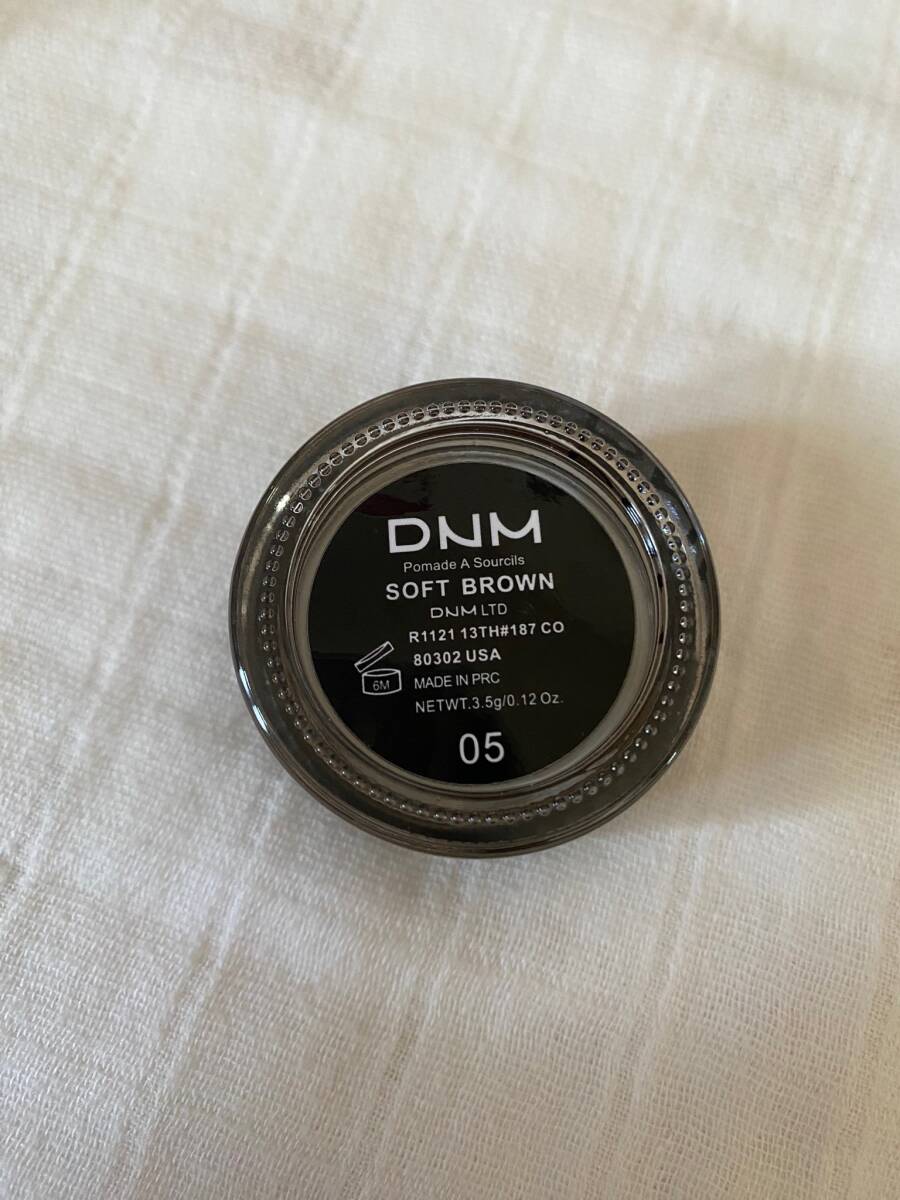 DNM
Pomade A Sourcils
SOFT BROWN
DNM LTD
R1121 13TH#187 CO
80302 USA
6M
MADE IN PRC
NETWT.3.5g/0.12 Oz.
05